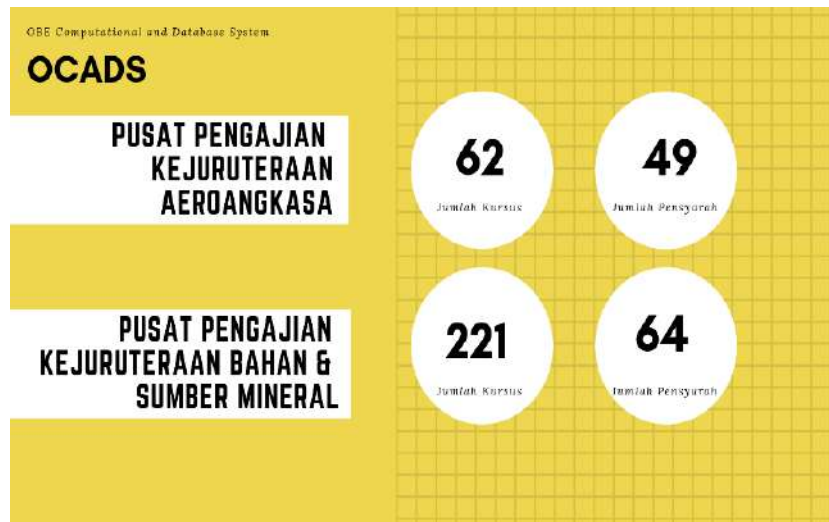 OBE Computational and Database System
OCADS
PUSAT PENGAJIAN
KEJURUTERAAN
AEROANGKASA
62
Jumlah Kursus
49
Jumlah Pensyarah
PUSAT PENGAJIAN
KEJURUTERAAN BAHAN &
SUMBER MINERAL
221
Jumlah Kursus
64
Jumlah Pensyarah